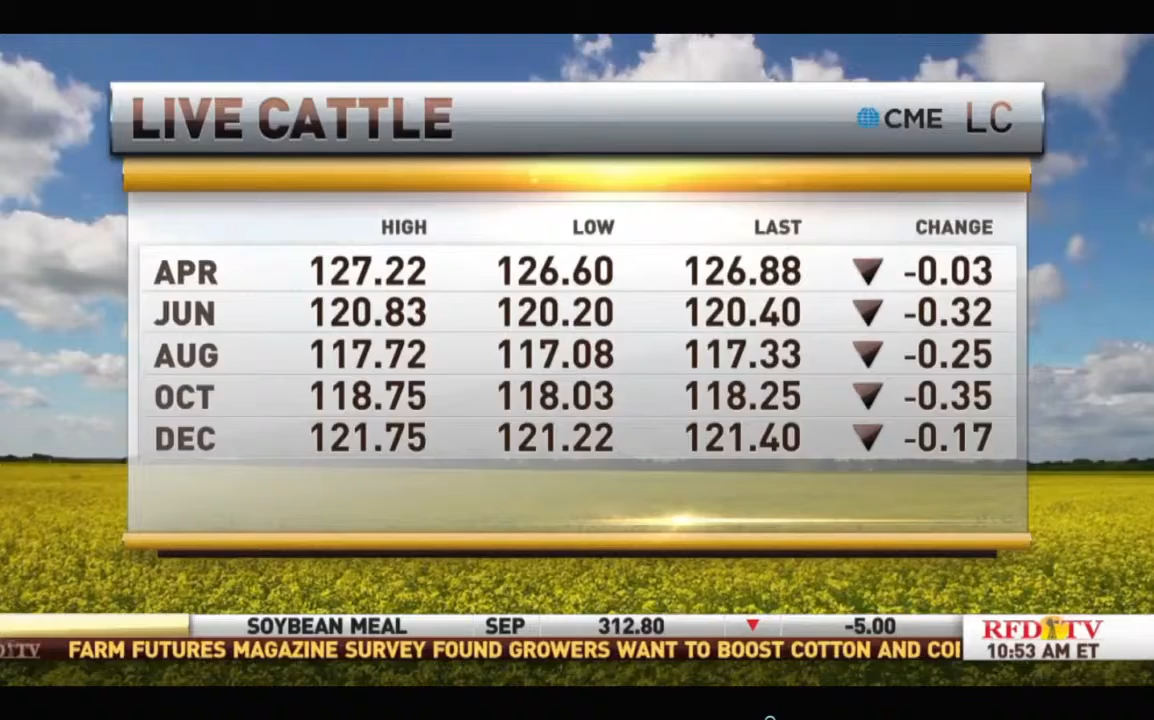 LIVE CATTLE CME LC
HIGH LOW LAST CHANGE
APR 127.22 126.60 126.88 -0.03
JUN 120.83 120.20 120.40 -0.32
AUG 117.72 117.08 117.33 -0.25
OCT 118.75 118.03 118.25 -0.35
DEC 121.75 121.22 121.40 -0.17
SOYBEAN MEAL SEP 312.80 -5.00
RFD TV
FARM FUTURES MAGAZINE SURVEY FOUND GROWERS WANT TO BOOST COTTON AND
10:53 AM ET